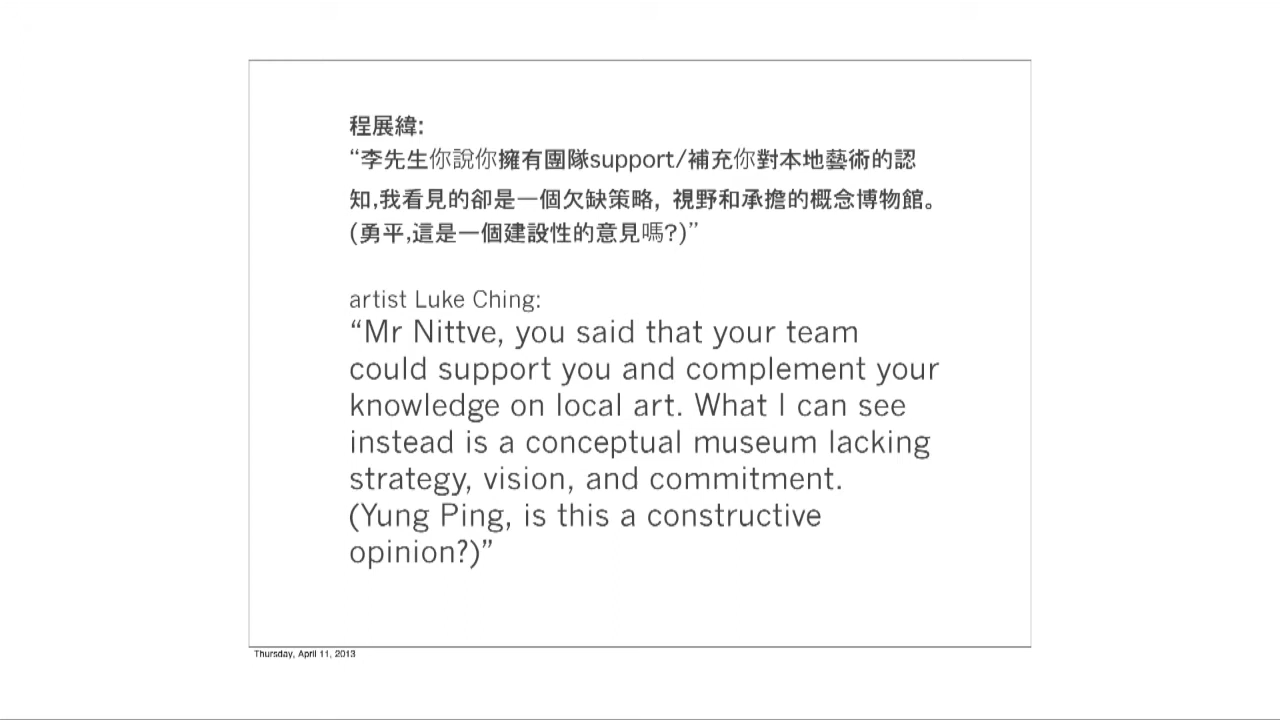 程展緯:
“李先生你說你擁有團隊support/補充你對本地藝術的認
知,我看見的卻是一個欠缺策略, 視野和承擔的概念博物館。
(勇平,這是一個建設性的意見嗎?)”
artist Luke Ching:
“Mr Nittve, you said that your team
could support you and complement your
knowledge on local art. What I can see
instead is a conceptual museum lacking
strategy, vision, and commitment.
(Yung Ping, is this a constructive
opinion?)”
Thursday, April 11, 2013